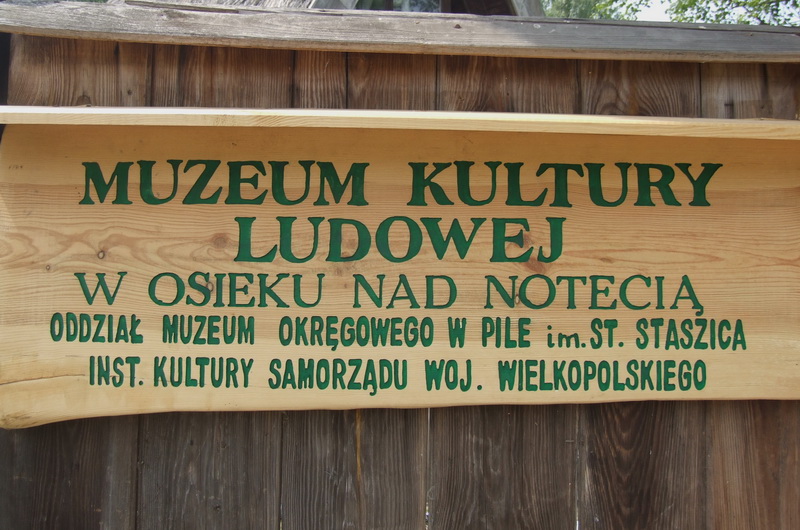 MUZEUM KULTURY
LUDOWEJ
W OSIEKU NAD NOTECIĄ
ODDZIAŁ MUZEUM OKRĘGOWEGO W PILE im. ST. STASZICA
INST. KULTURY SAMORZĄDU WOJ. WIELKOPOLSKIEGO